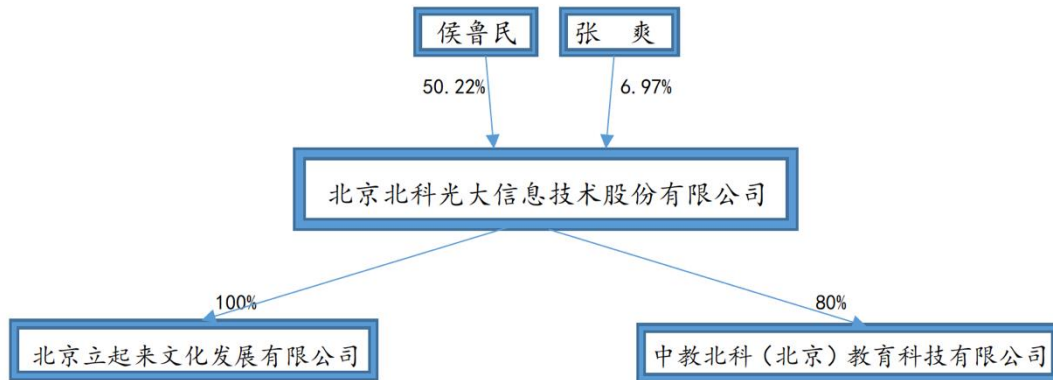 侯鲁民
张 爽
50.22%
6.97%
北京北科光大信息技术股份有限公司
100%
80%
北京立起来文化发展有限公司
中教北科(北京)教育科技有限公司